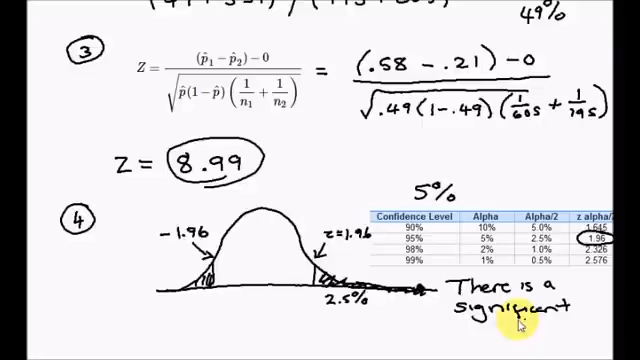 49%
3
Z = (p̂₁ − p̂₂) − 0 / √(p̂(1 − p̂)(1/n₁ + 1/n₂)) = (.58 − .21) − 0 / √(.49(1 − .49)(1/605 + 1/195))
Z = 8.99
4
5%
−1.96
z=1.96
2.5%
Confidence Level Alpha Alpha/2 z alpha/
90% 10% 5.0% 1.645
95% 5% 2.5% 1.96
98% 2% 1.0% 2.326
99% 1% 0.5% 2.576
There is a
significant